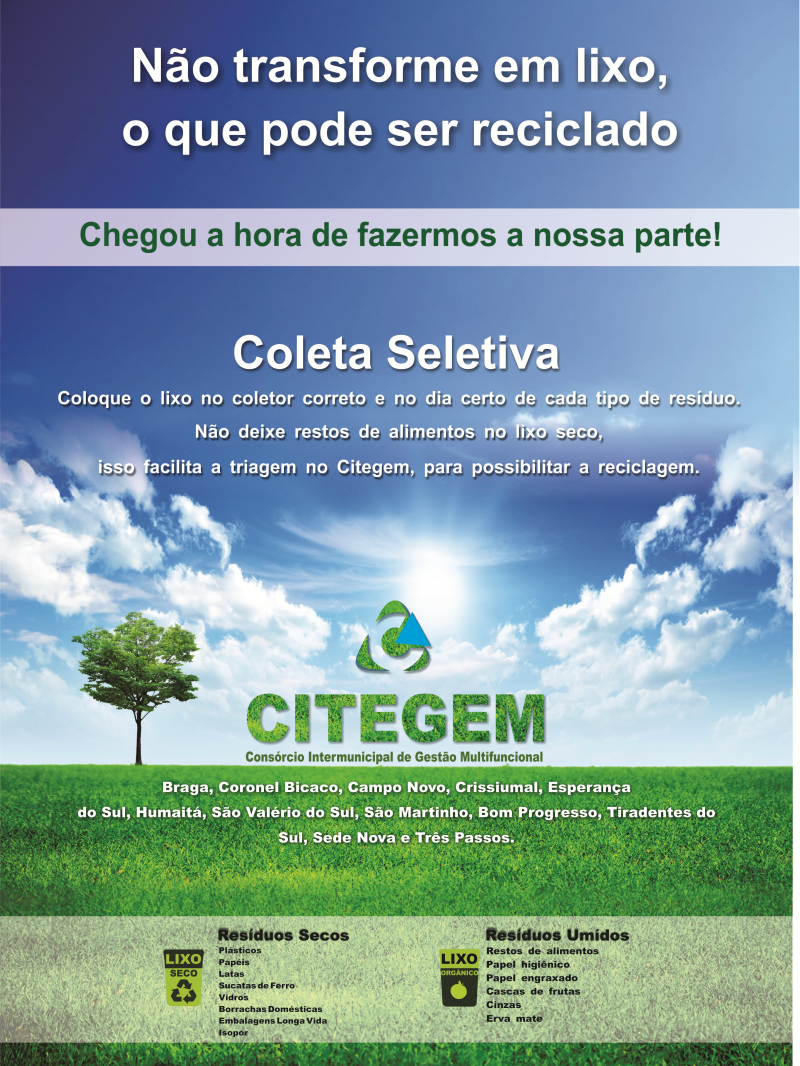 Não transforme em lixo,
o que pode ser reciclado
Chegou a hora de fazermos a nossa parte!
Coleta Seletiva
Coloque o lixo no coletor correto e no dia certo de cada tipo de resíduo.
Não deixe restos de alimentos no lixo seco,
isso facilita a triagem no Citegem, para possibilitar a reciclagem.
CITEGEM
Consórcio Intermunicipal de Gestão Multifuncional
Braga, Coronel Bicaco, Campo Novo, Crissiumal, Esperança
do Sul, Humaitá, São Valério do Sul, São Martinho, Bom Progresso, Tiradentes do
Sul, Sede Nova e Três Passos.
LIXO
SECO
Resíduos Secos
Plásticos
Papéis
Latas
Sucatas de Ferro
Vidros
Borrachas Domésticas
Embalagens Longa Vida
Isopor
LIXO
ORGÂNICO
Resíduos Umídos
Restos de alimentos
Papel higiênico
Papel engraxado
Cascas de frutas
Cinzas
Erva mate